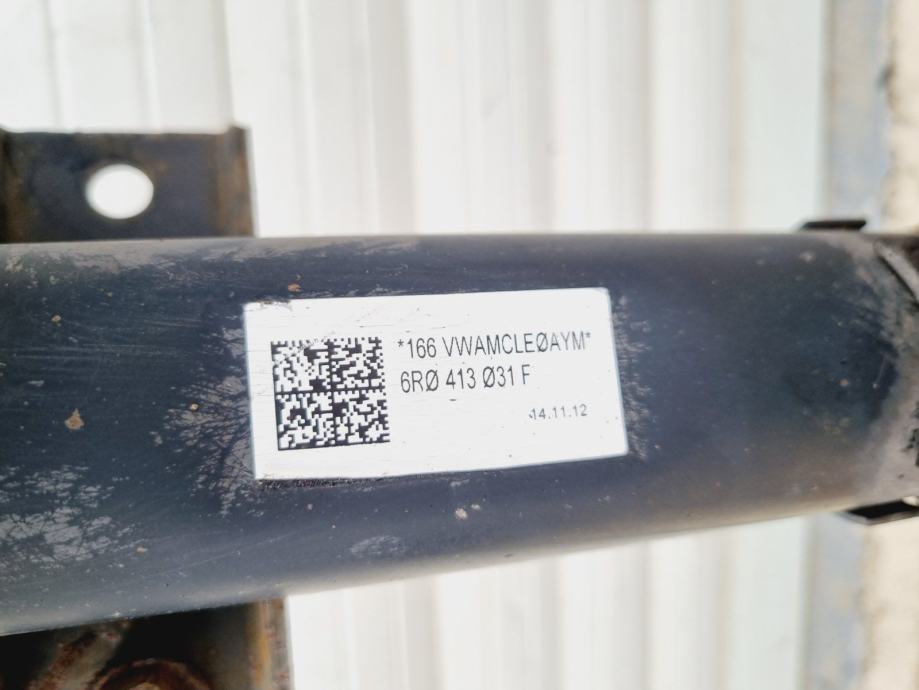 *166 VWAMCLEØAYM*
6RØ 413 Ø31 F
14.11.12